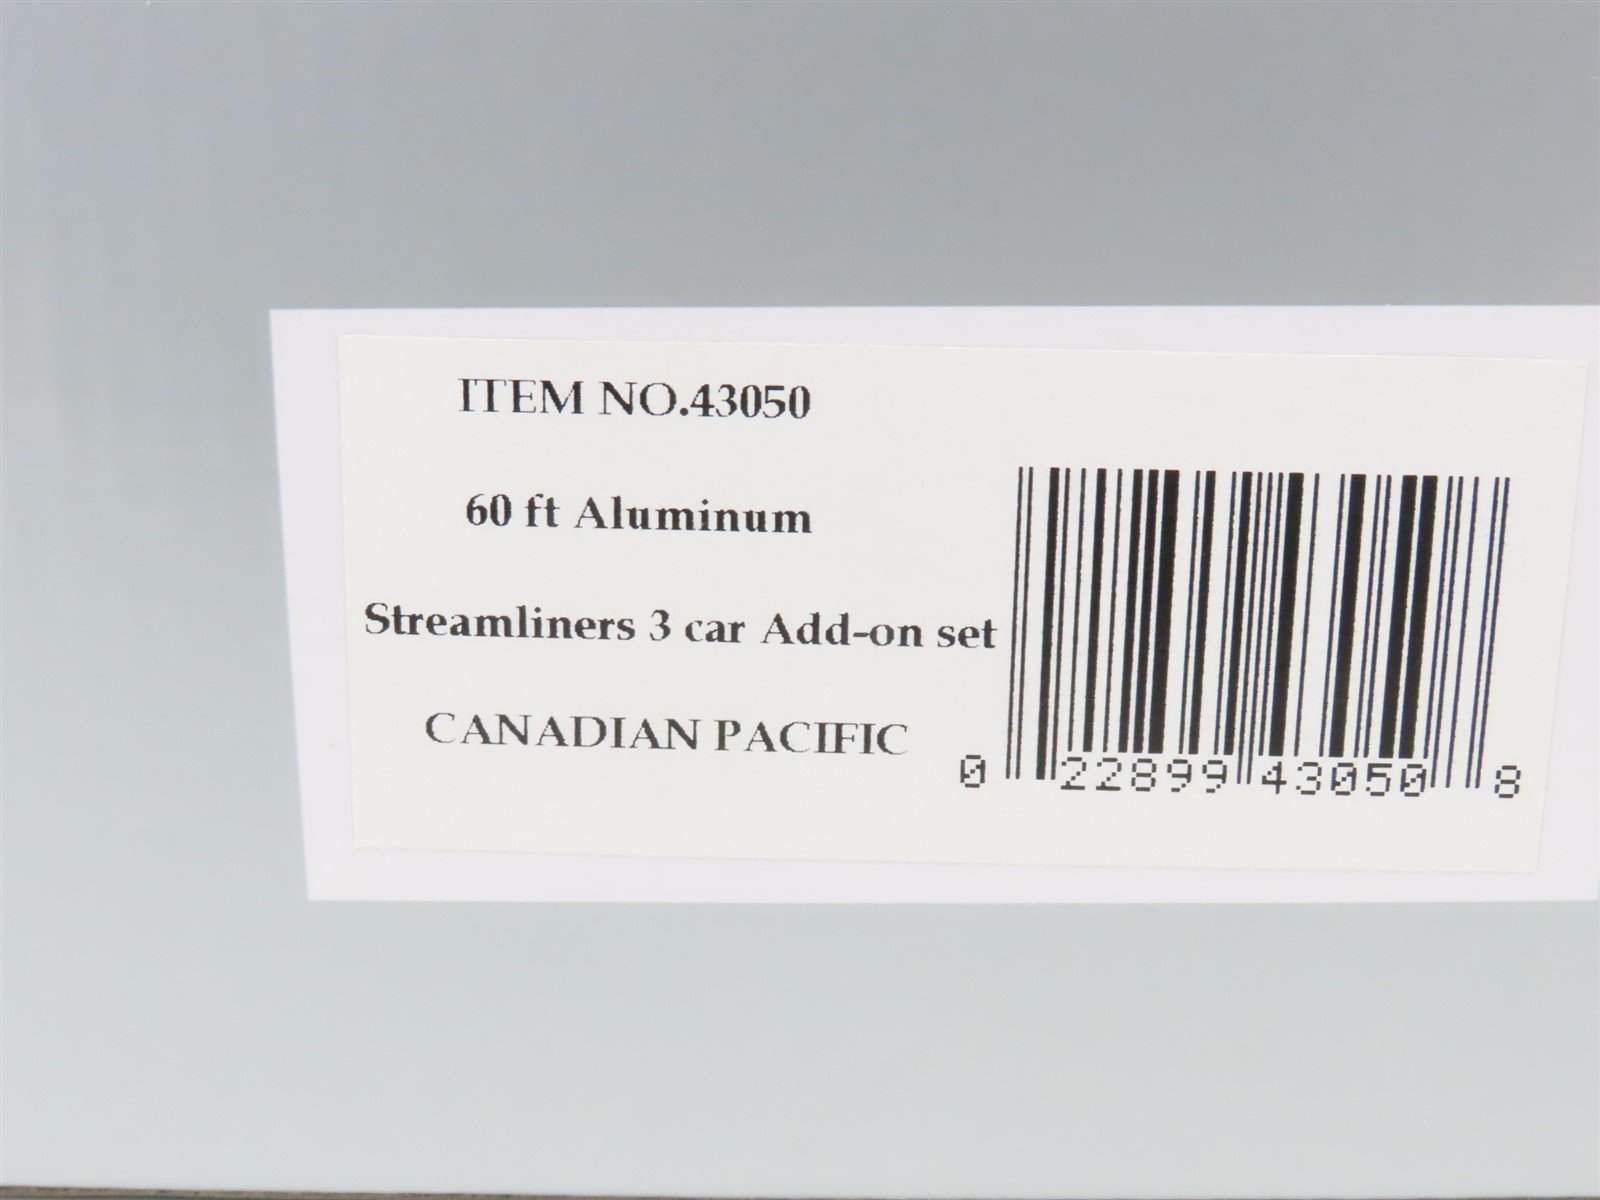 ITEM NO.43050
60 ft Aluminum
Streamliners 3 car Add-on set
CANADIAN PACIFIC
0 22899 43050 8